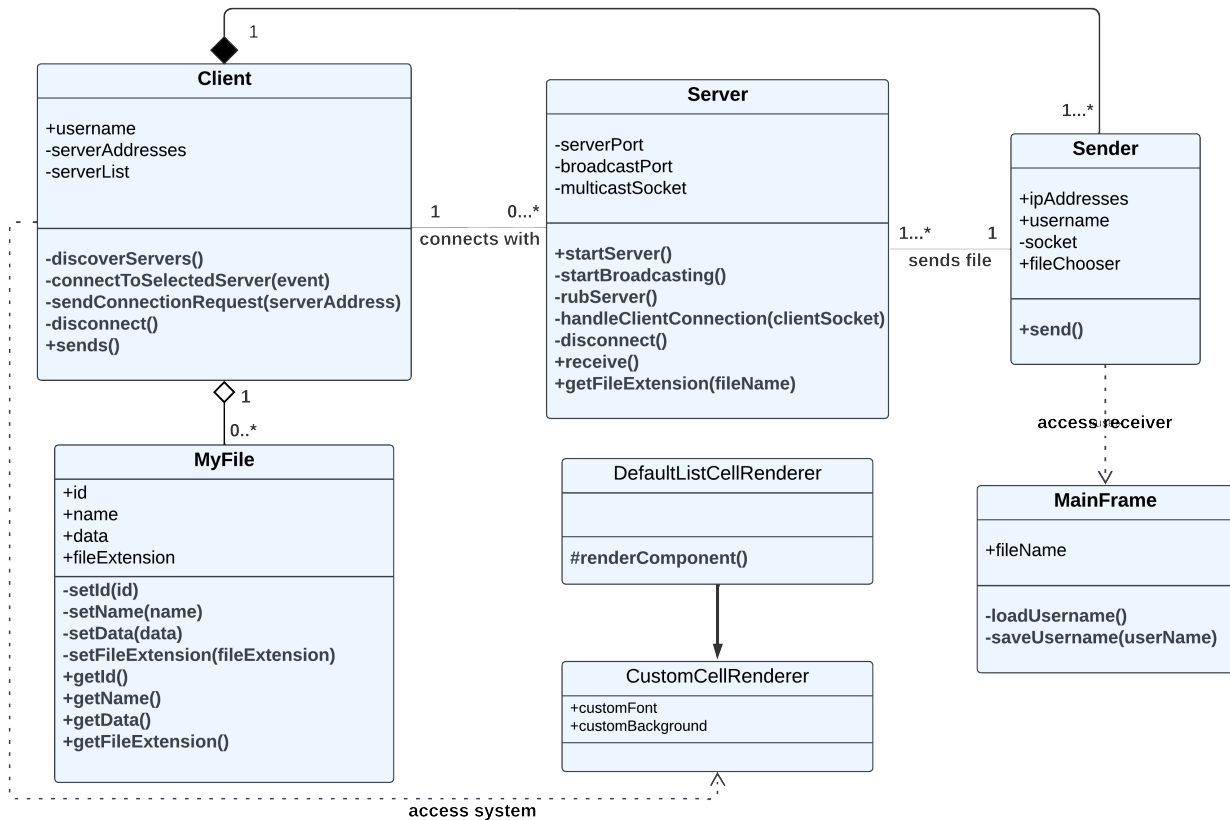 1
Client
+username
-serverAddresses
-serverList
-discoverServers()
-connectToSelectedServer(event)
-sendConnectionRequest(serverAddress)
-disconnect()
+sends()
1
0...*
connects with
Server
-serverPort
-broadcastPort
-multicastSocket
+startServer()
-startBroadcasting()
-rubServer()
-handleClientConnection(clientSocket)
-disconnect()
+receive()
+getFileExtension(fileName)
1...*
1
sends file
1...*
Sender
+ipAddresses
+username
-socket
+fileChooser
+send()
access receiver
1
0..*
MyFile
+id
+name
+data
+fileExtension
-setId(id)
-setName(name)
-setData(data)
-setFileExtension(fileExtension)
+getId()
+getName()
+getData()
+getFileExtension()
DefaultListCellRenderer
#renderComponent()
CustomCellRenderer
+customFont
+customBackground
MainFrame
+fileName
-loadUsername()
-saveUsername(userName)
access system